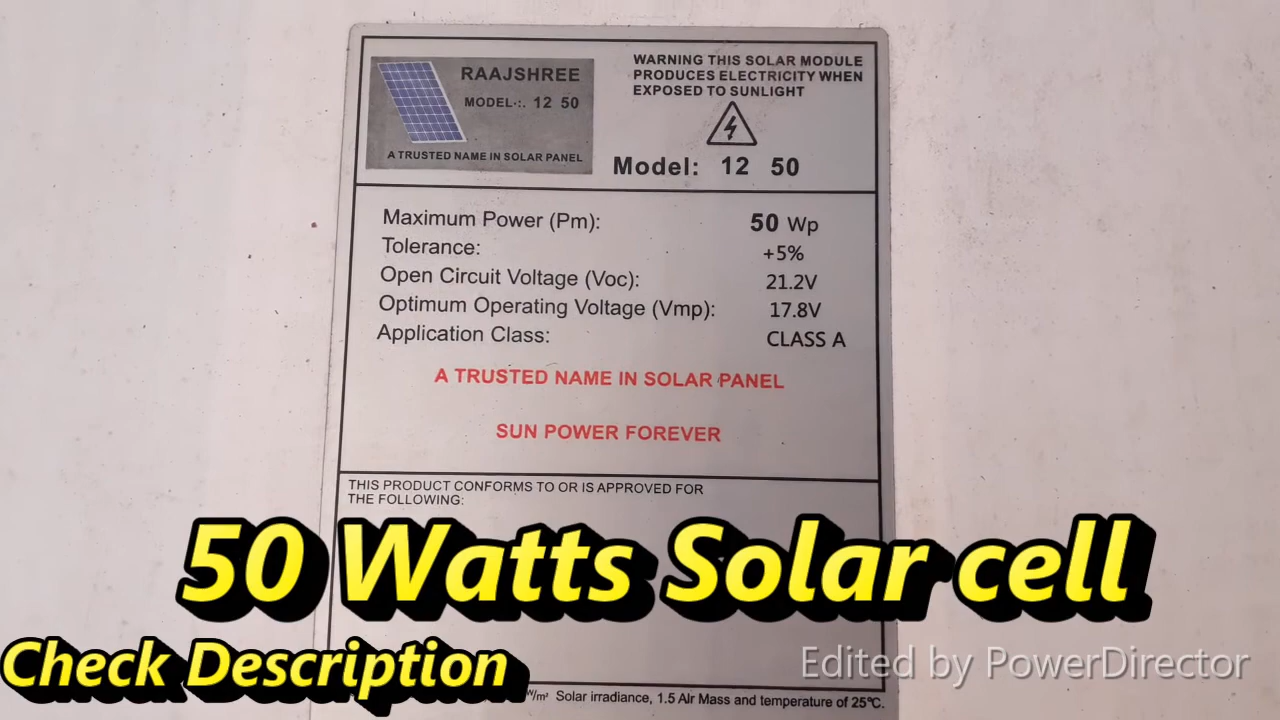 RAAJSHREE
MODEL-:. 12 50
A TRUSTED NAME IN SOLAR PANEL
WARNING THIS SOLAR MODULE
PRODUCES ELECTRICITY WHEN
EXPOSED TO SUNLIGHT
Model: 12 50
Maximum Power (Pm): 50 Wp
Tolerance: +5%
Open Circuit Voltage (Voc): 21.2V
Optimum Operating Voltage (Vmp): 17.8V
Application Class: CLASS A
A TRUSTED NAME IN SOLAR PANEL
SUN POWER FOREVER
THIS PRODUCT CONFORMS TO OR IS APPROVED FOR
THE FOLLOWING:
50 Watts Solar cell
Check Description
Edited by PowerDirector
W/m² Solar irradiance, 1.5 Air Mass and temperature of 25℃.